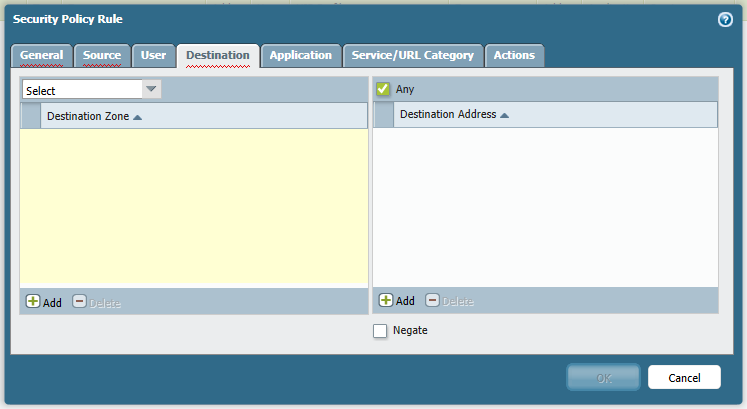 Security Policy Rule
General Source User Destination Application Service/URL Category Actions
Select Any
Destination Zone Destination Address
Add Delete Add Delete
Negate
OK Cancel